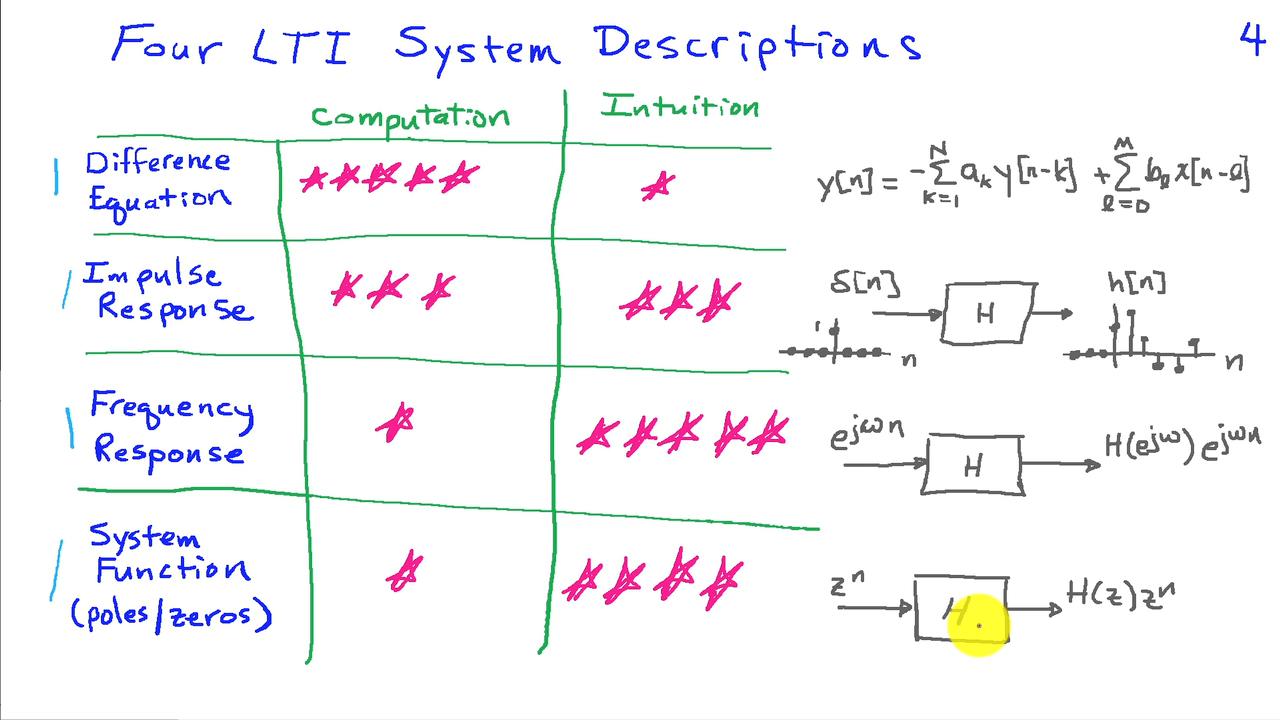 Four LTI System Descriptions 4
Computation Intuition
Difference
Equation
y[n] = -∑_{k=1}^{N} a_k y[n-k] + ∑_{l=0}^{M} b_l x[n-l]
Impulse
Response
δ[n] H h[n]
1 n n
Frequency
Response
e^{jωn} H H(e^{jω}) e^{jωn}
System
Function
(poles/zeros)
z^n H H(z) z^n